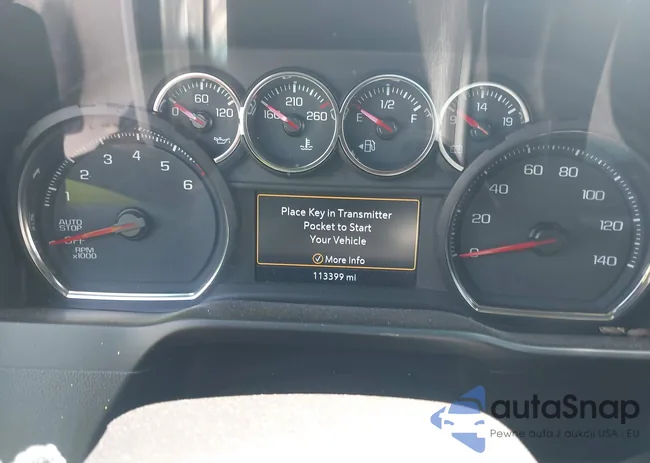 0 60 120
160 210 260
E 1/2 F
9 14 19
1 2 3 4 5 6
AUTO
STOP
OFF
RPM
x1000
Place Key in Transmitter
Pocket to Start
Your Vehicle
More Info
113399 mi
0 20 40 60 80 100 120 140
autoSnap
Pewne auta z aukcji USA - EU